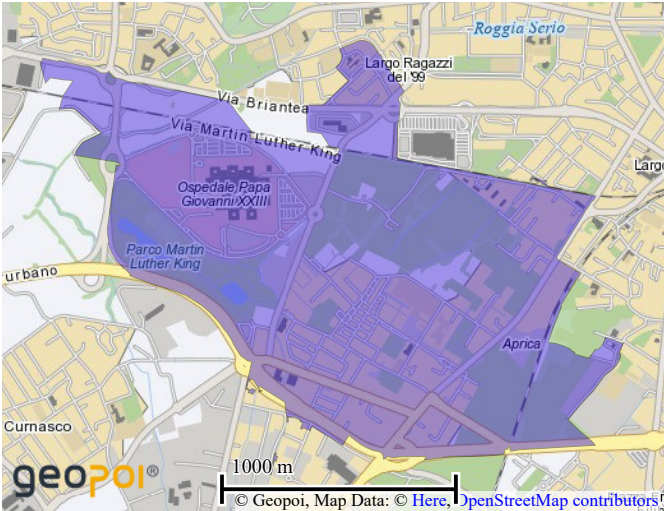 Roggia Serio
Largo Ragazzi
del '99
Via Briantea
Via Martin Luther King
Largo
Ospedale Papa
Giovanni XXIII
Parco Martin
Luther King
urbano
Aprica
Curnasco
geopoi®
1000 m
© Geopoi, Map Data: © Here, OpenStreetMap contributors.